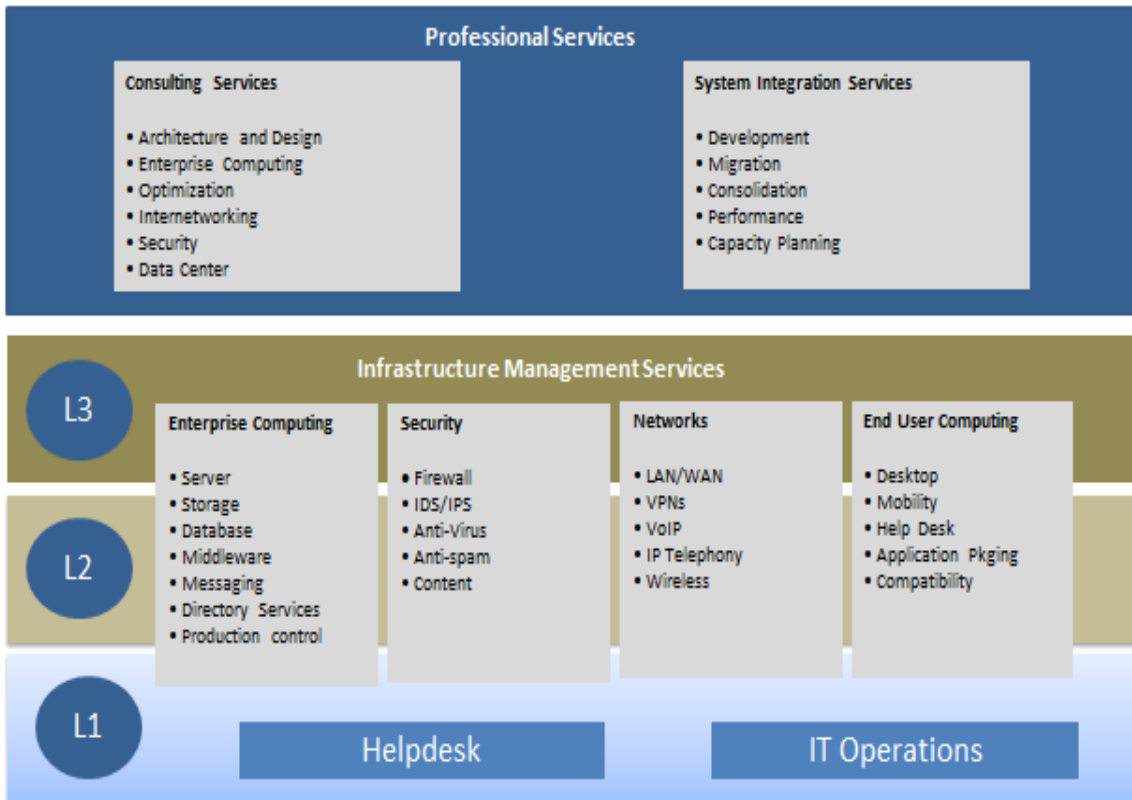 Professional Services
Consulting Services
• Architecture and Design
• Enterprise Computing
• Optimization
• Internetworking
• Security
• Data Center
System Integration Services
• Development
• Migration
• Consolidation
• Performance
• Capacity Planning
Infrastructure Management Services
L3
Enterprise Computing
• Server
• Storage
• Database
• Middleware
• Messaging
• Directory Services
• Production control
Security
• Firewall
• IDS/IPS
• Anti-Virus
• Anti-spam
• Content
Networks
• LAN/WAN
• VPNs
• VoIP
• IP Telephony
• Wireless
End User Computing
• Desktop
• Mobility
• Help Desk
• Application Pkging
• Compatibility
L2
L1
Helpdesk
IT Operations